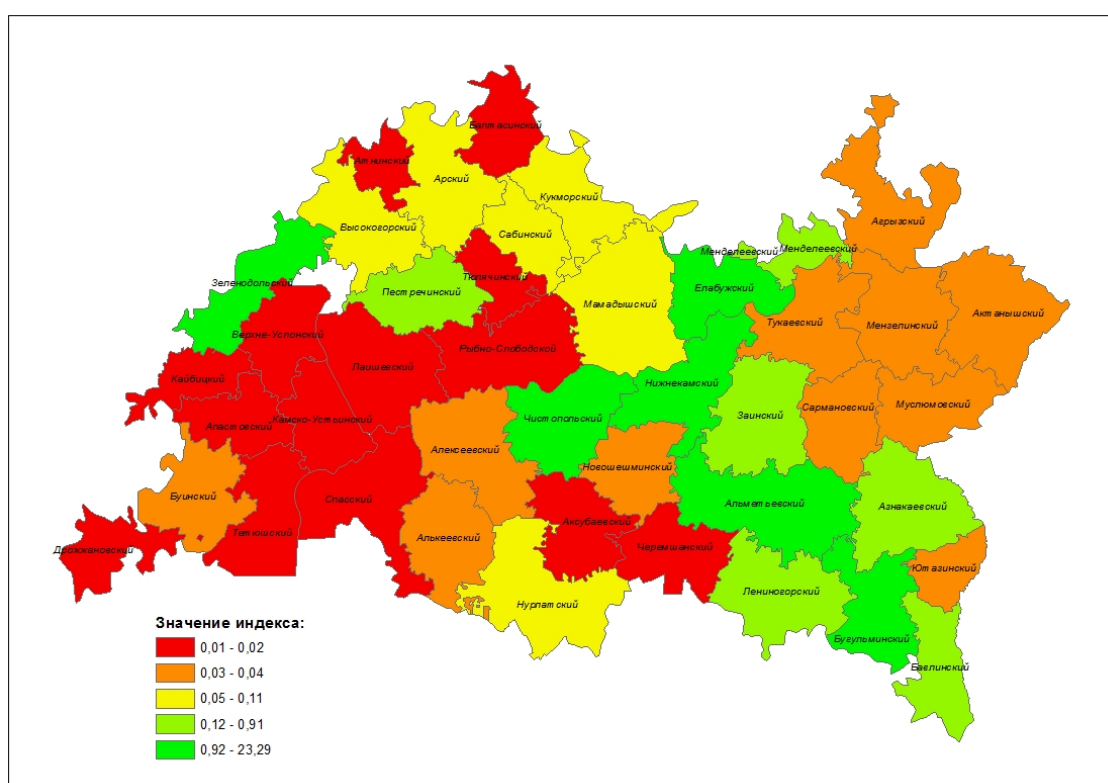 Балтасинский
Атнинский
Арский
Кукморский
Высокогорский
Сабинский
Агрызский
Менделеевский
Менделеевский
Тюлячинский
Зеленодольский
Пестречинский
Елабужский
Мамадышский
Актанышский
Тукаевский
Мензелинский
Верхне-Услонский
Рыбно-Слободской
Лаишевский
Кайбицкий
Нижнекамский
Муслюмовский
Сармановский
Заинский
Чистопольский
Камско-Устьинский
Апастовский
Алексеевский
Новошешминский
Буинский
Спасский
Альметьевский
Азнакаевский
Аксубаевский
Тетюшский
Алькеевский
Черемшанский
Дрожжановский
Ютазинский
Лениногорский
Нурлатский
Бугульминский
Бавлинский
Значение индекса:
0,01 - 0,02
0,03 - 0,04
0,05 - 0,11
0,12 - 0,91
0,92 - 23,29